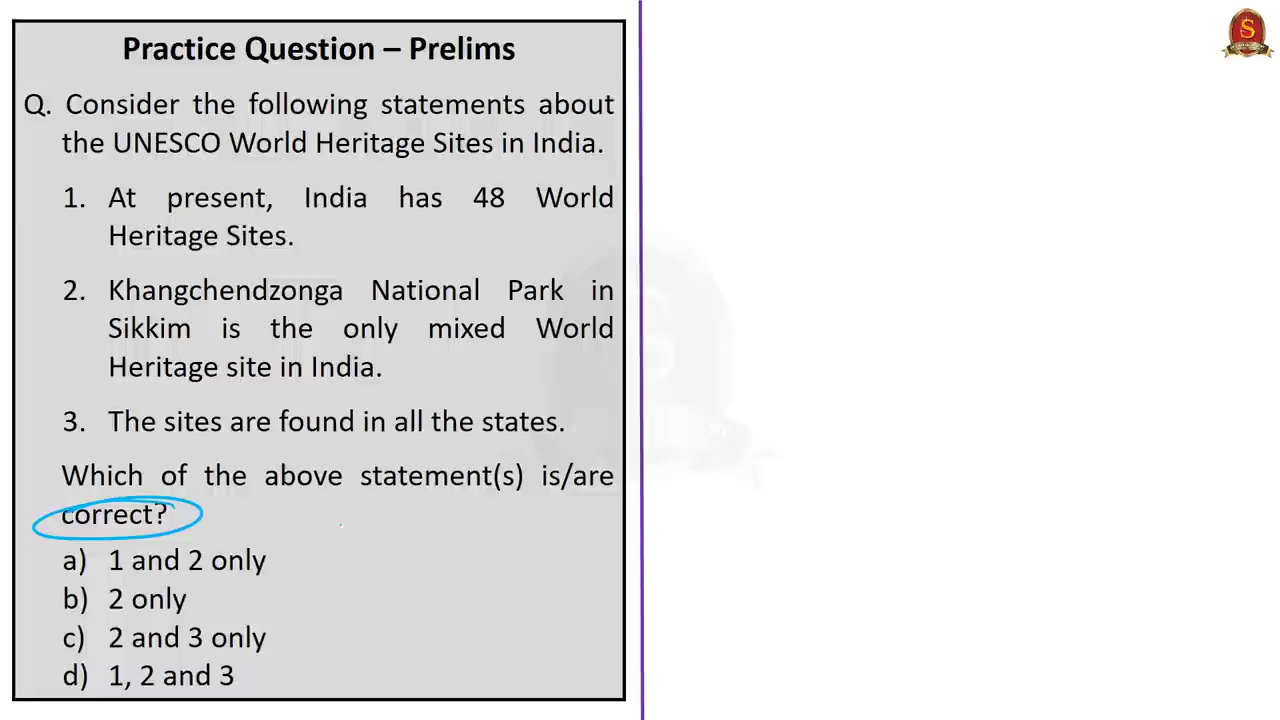 Practice Question – Prelims
Q. Consider the following statements about
the UNESCO World Heritage Sites in India.
1. At present, India has 48 World
Heritage Sites.
2. Khangchendzonga National Park in
Sikkim is the only mixed World
Heritage site in India.
3. The sites are found in all the states.
Which of the above statement(s) is/are
correct?
a) 1 and 2 only
b) 2 only
c) 2 and 3 only
d) 1, 2 and 3
S